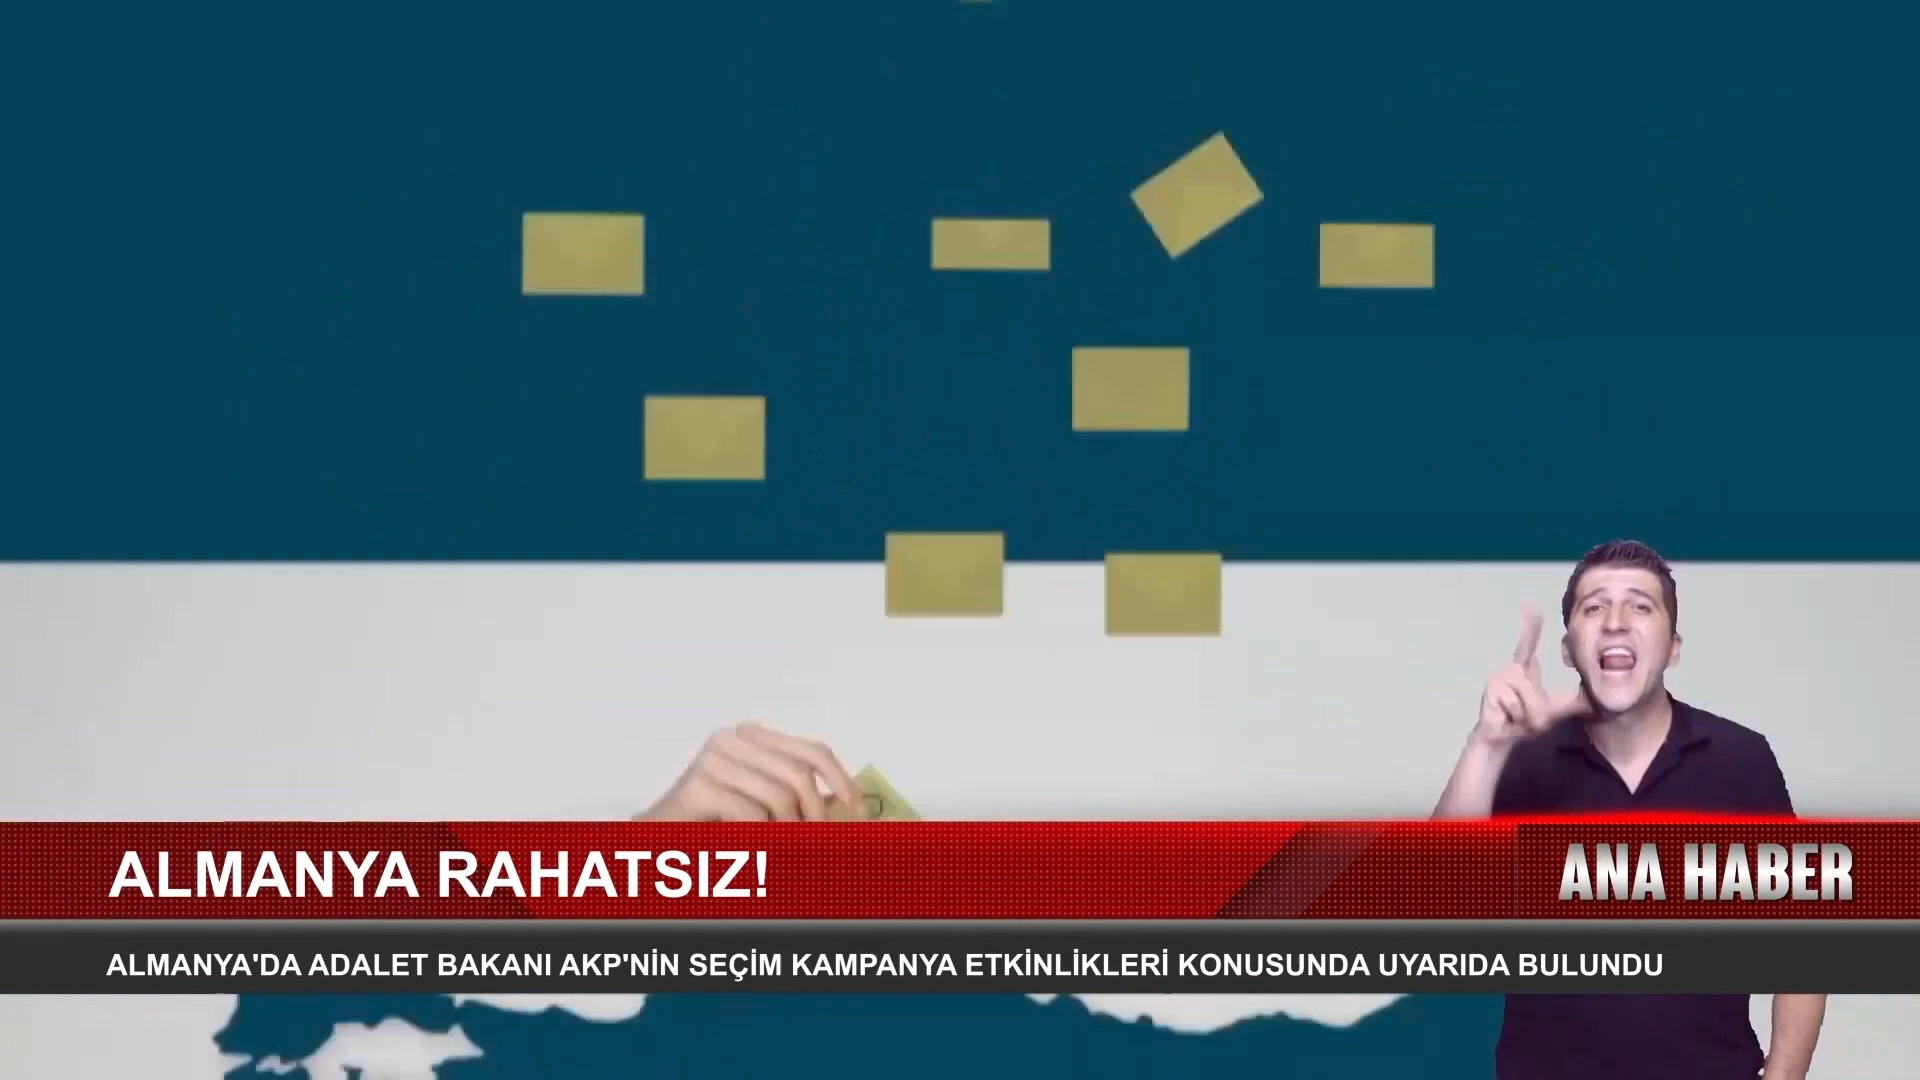 ALMANYA RAHATSIZ!
ANA HABER
ALMANYA'DA ADALET BAKANI AKP'NİN SEÇİM KAMPANYA ETKİNLİKLERİ KONUSUNDA UYARIDA BULUNDU